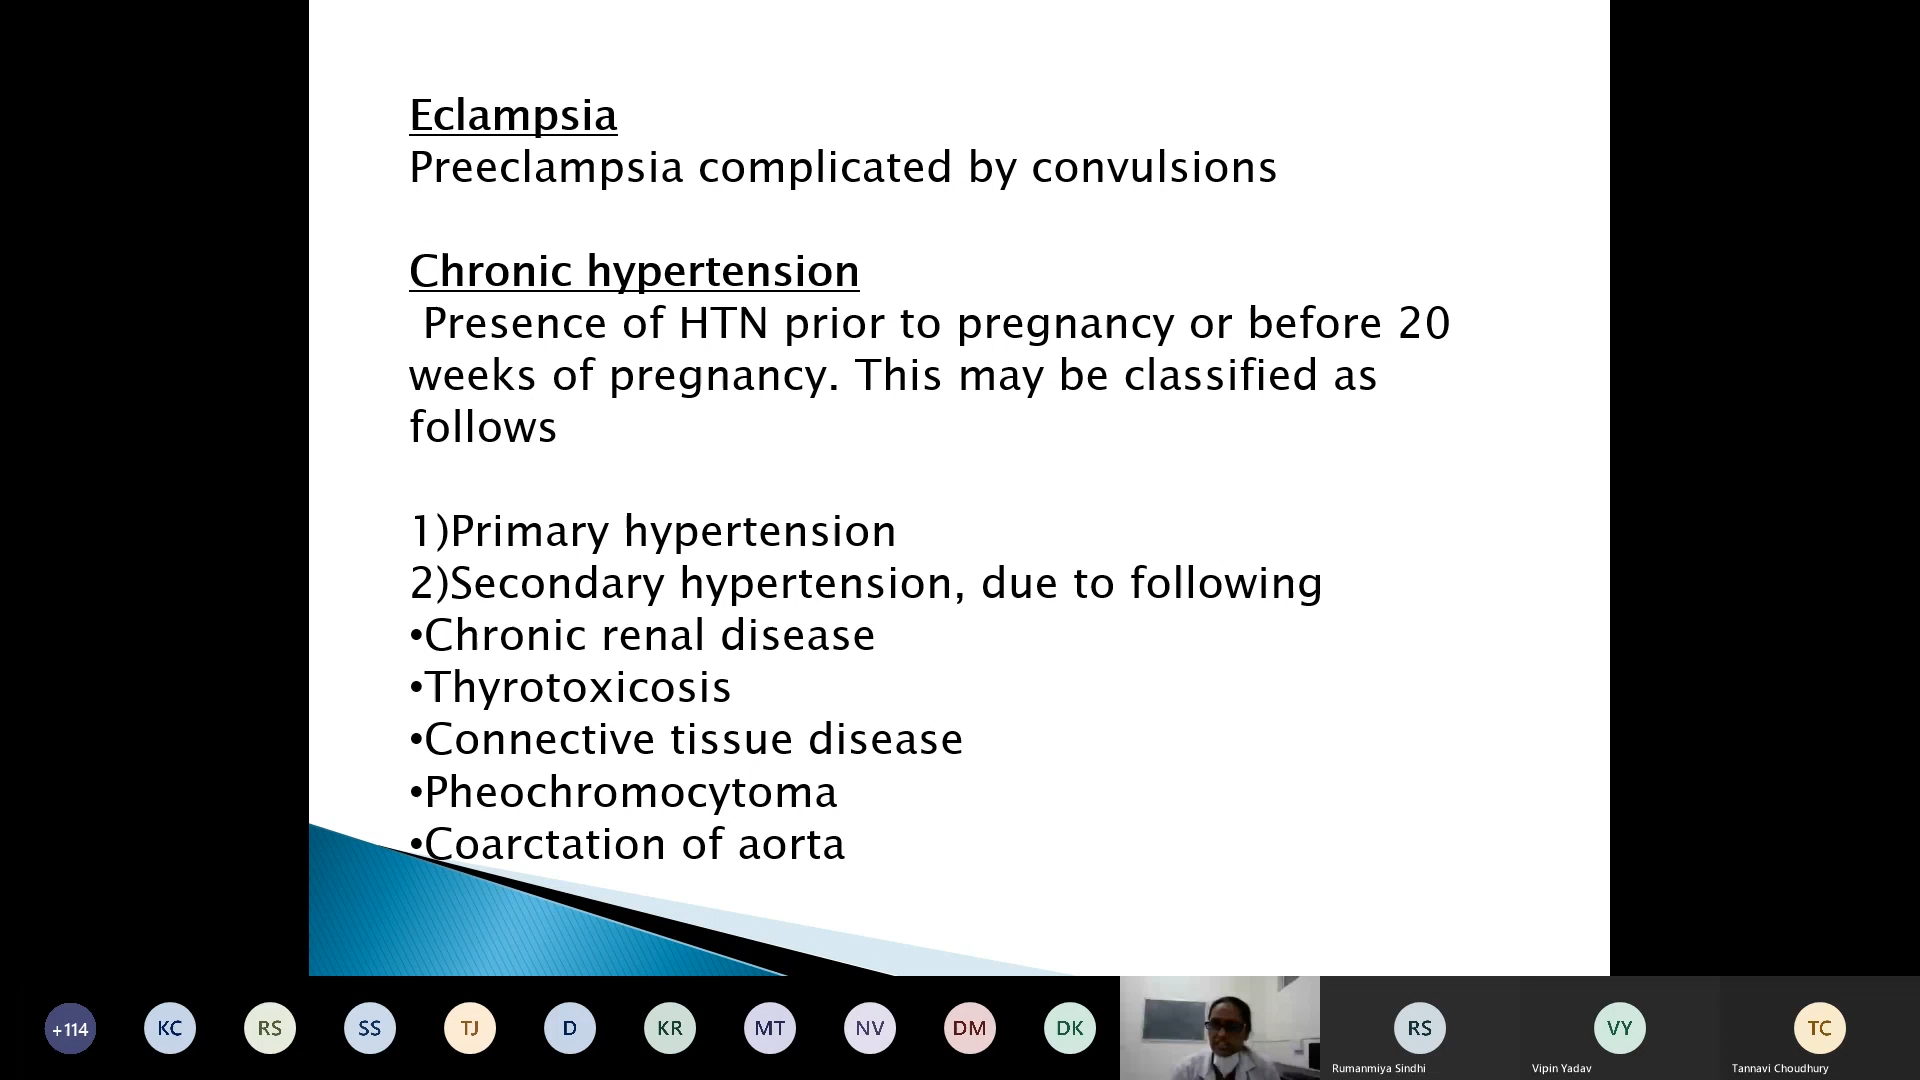 Eclampsia
Preeclampsia complicated by convulsions
Chronic hypertension
Presence of HTN prior to pregnancy or before 20
weeks of pregnancy. This may be classified as
follows
1)Primary hypertension
2)Secondary hypertension, due to following
•Chronic renal disease
•Thyrotoxicosis
•Connective tissue disease
•Pheochromocytoma
•Coarctation of aorta
+114 KC RS SS TJ D KR MT NV DM DK RS VY TC
Rumanmiya Sindhi Vipin Yadav Tannavi Choudhury